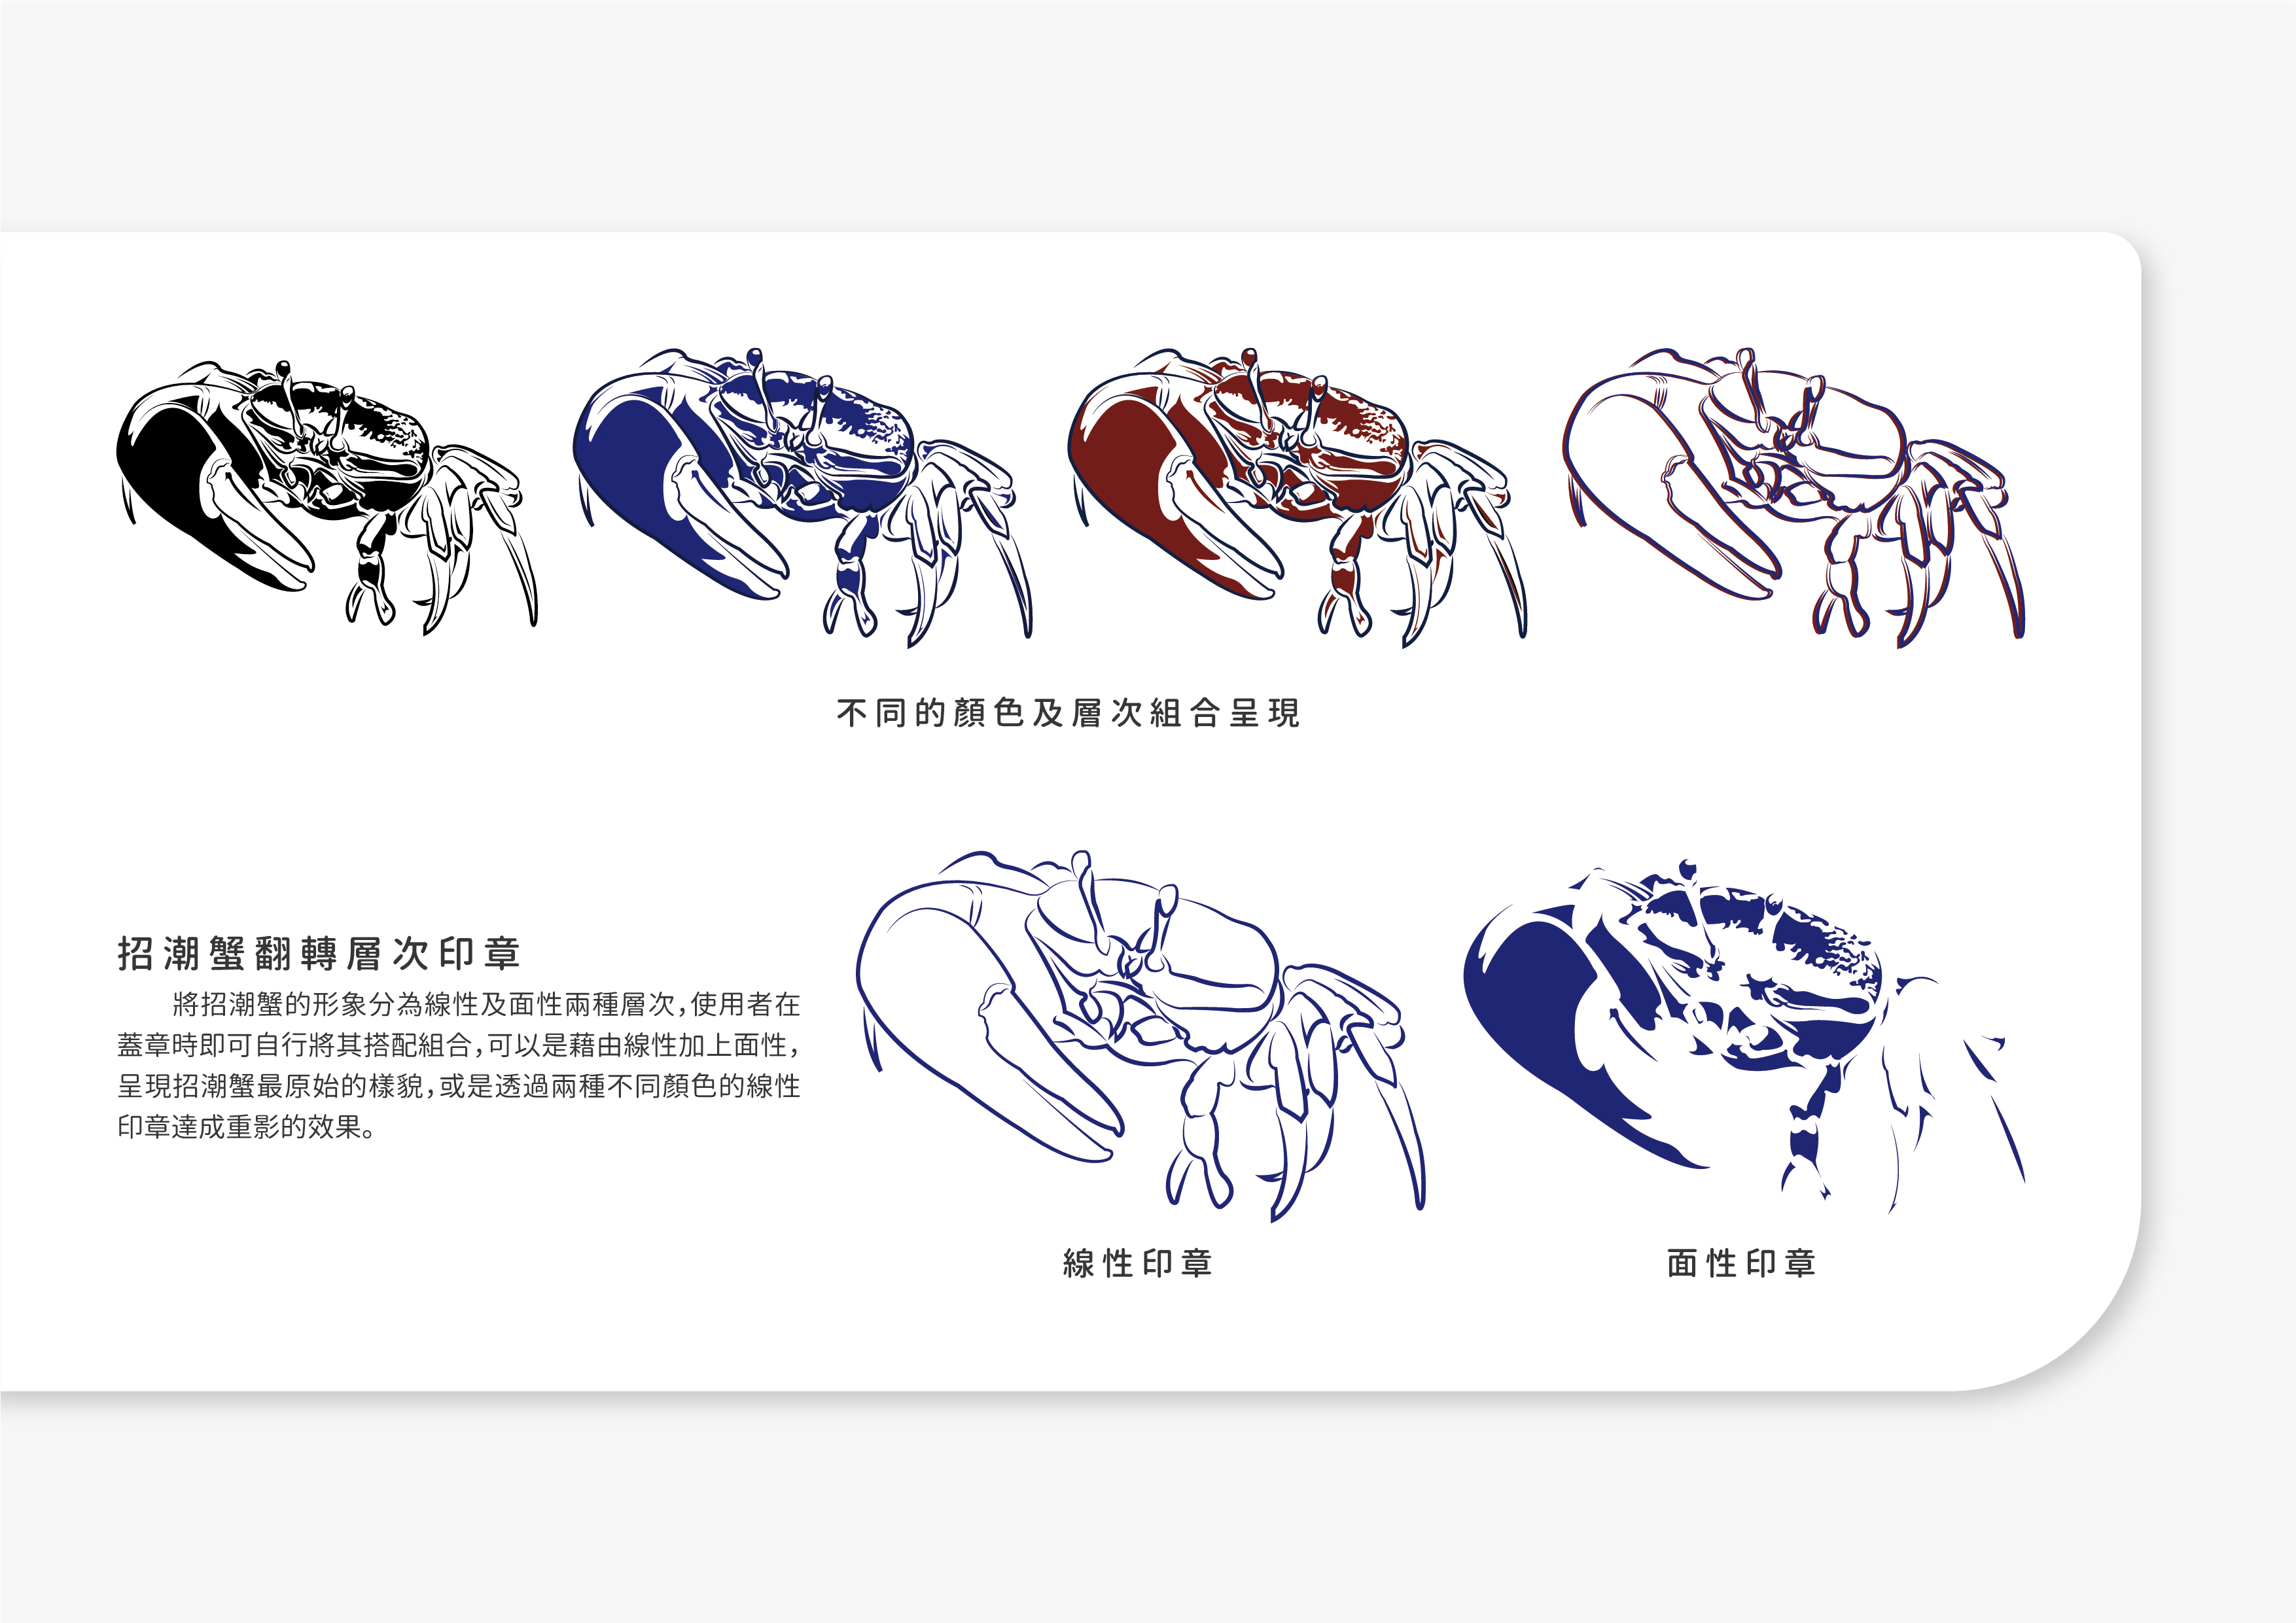 不同的顏色及層次組合呈現
招潮蟹翻轉層次印章
將招潮蟹的形象分為線性及面性兩種層次，使用者在
蓋章時即可自行將其搭配組合，可以是藉由線性加上面性，
呈現招潮蟹最原始的樣貌，或是透過兩種不同顏色的線性
印章達成重影的效果。
線性印章
面性印章